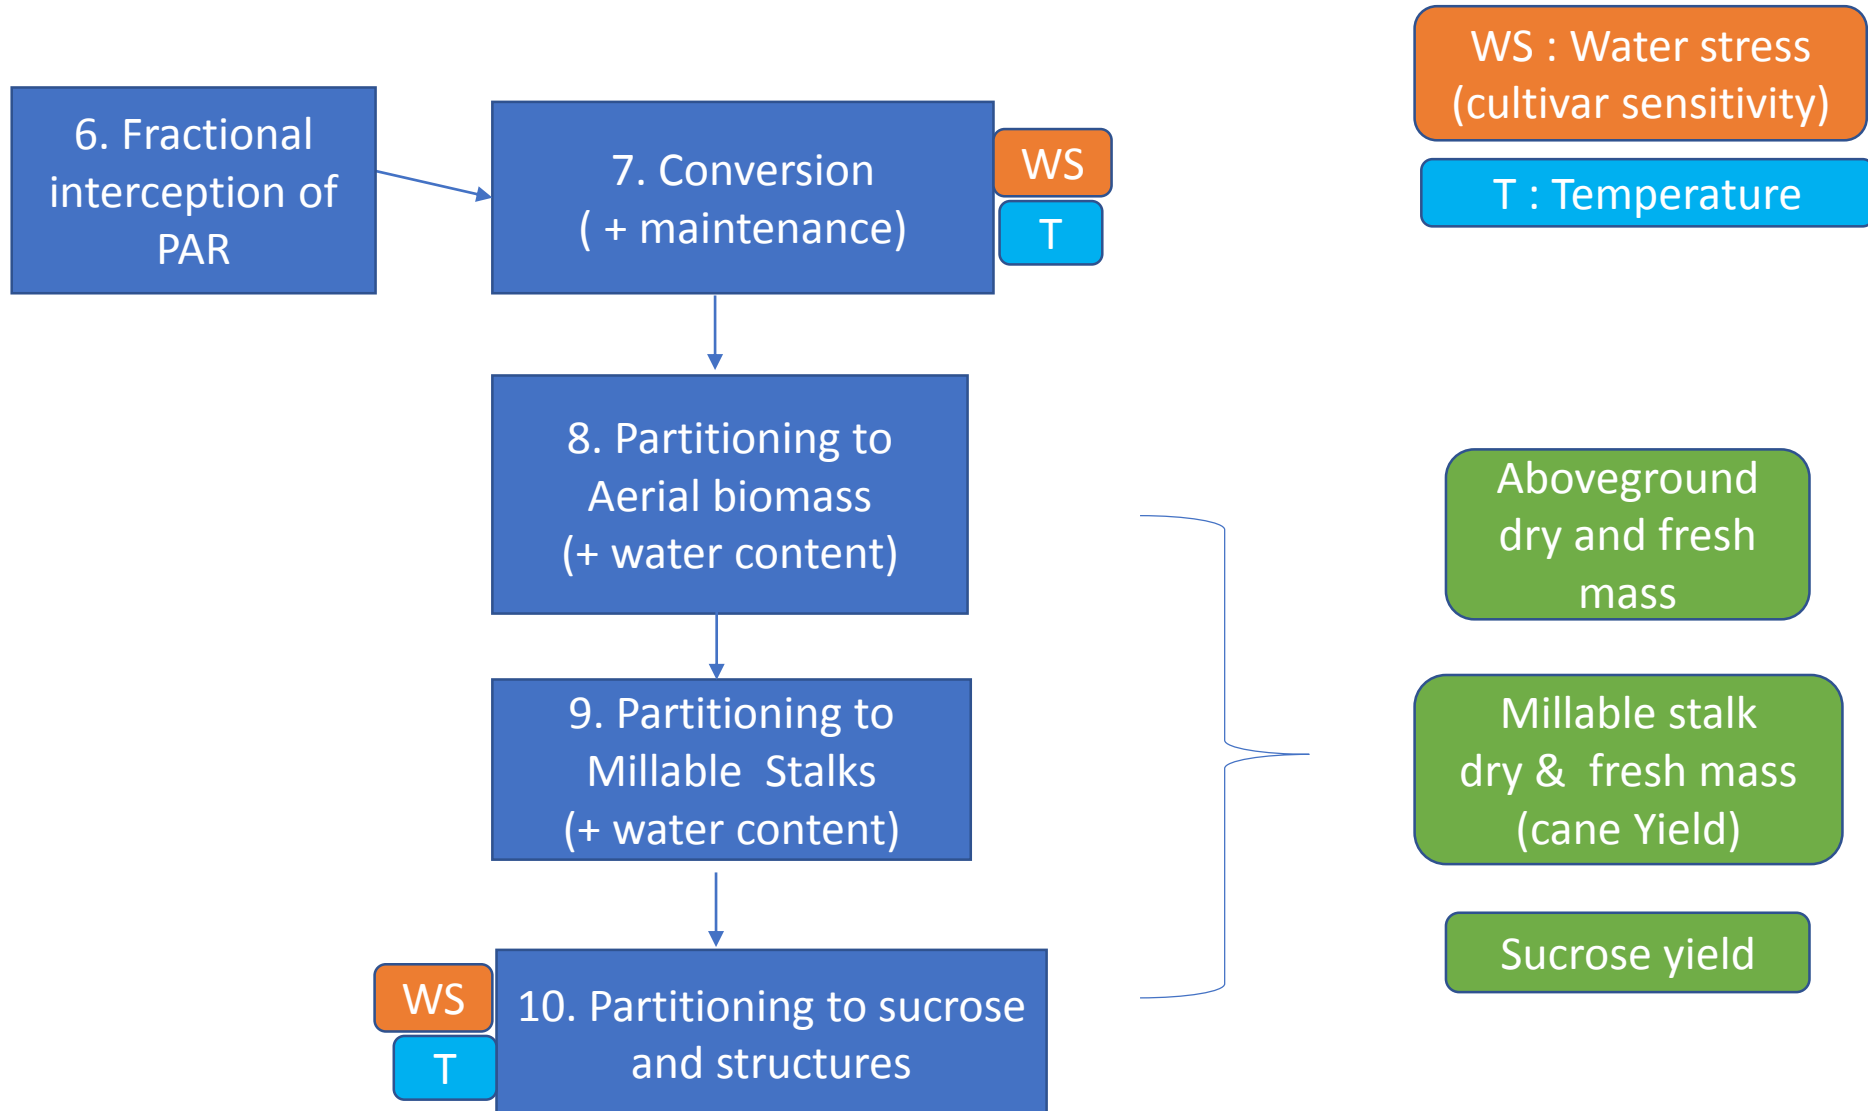 6. Fractional
interception of
PAR
7. Conversion
( + maintenance)
WS
T
WS : Water stress
(cultivar sensitivity)
T : Temperature
8. Partitioning to
Aerial biomass
(+ water content)
9. Partitioning to
Millable Stalks
(+ water content)
WS
T
10. Partitioning to sucrose
and structures
Aboveground
dry and fresh
mass
Millable stalk
dry & fresh mass
(cane Yield)
Sucrose yield